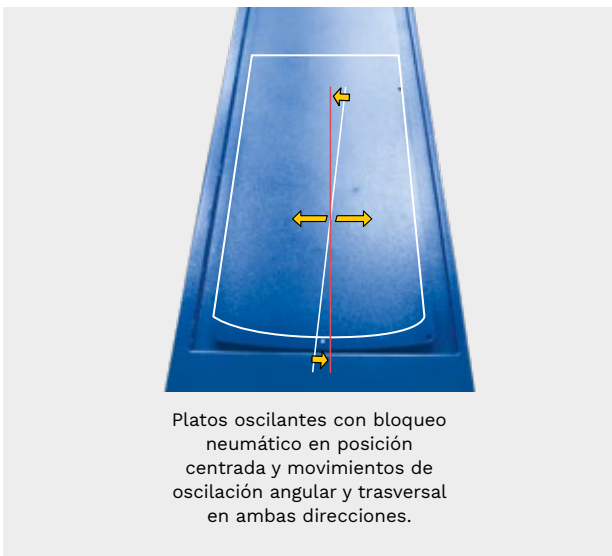 Platos oscilantes con bloqueo
neumático en posición
centrada y movimientos de
oscilación angular y trasversal
en ambas direcciones.